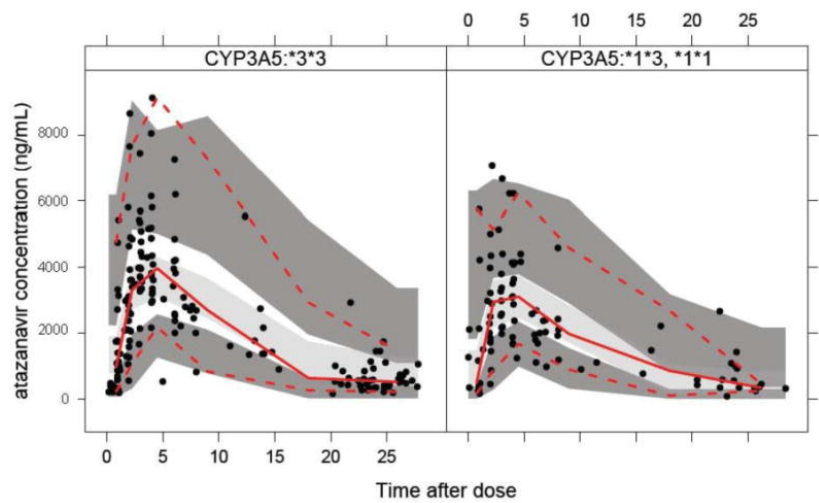 0 5 10 15 20 25
CYP3A5:*3*3 CYP3A5:*1*3, *1*1
8000
6000
4000
2000
0
atazanavir concentration (ng/mL)
0 5 10 15 20 25
Time after dose